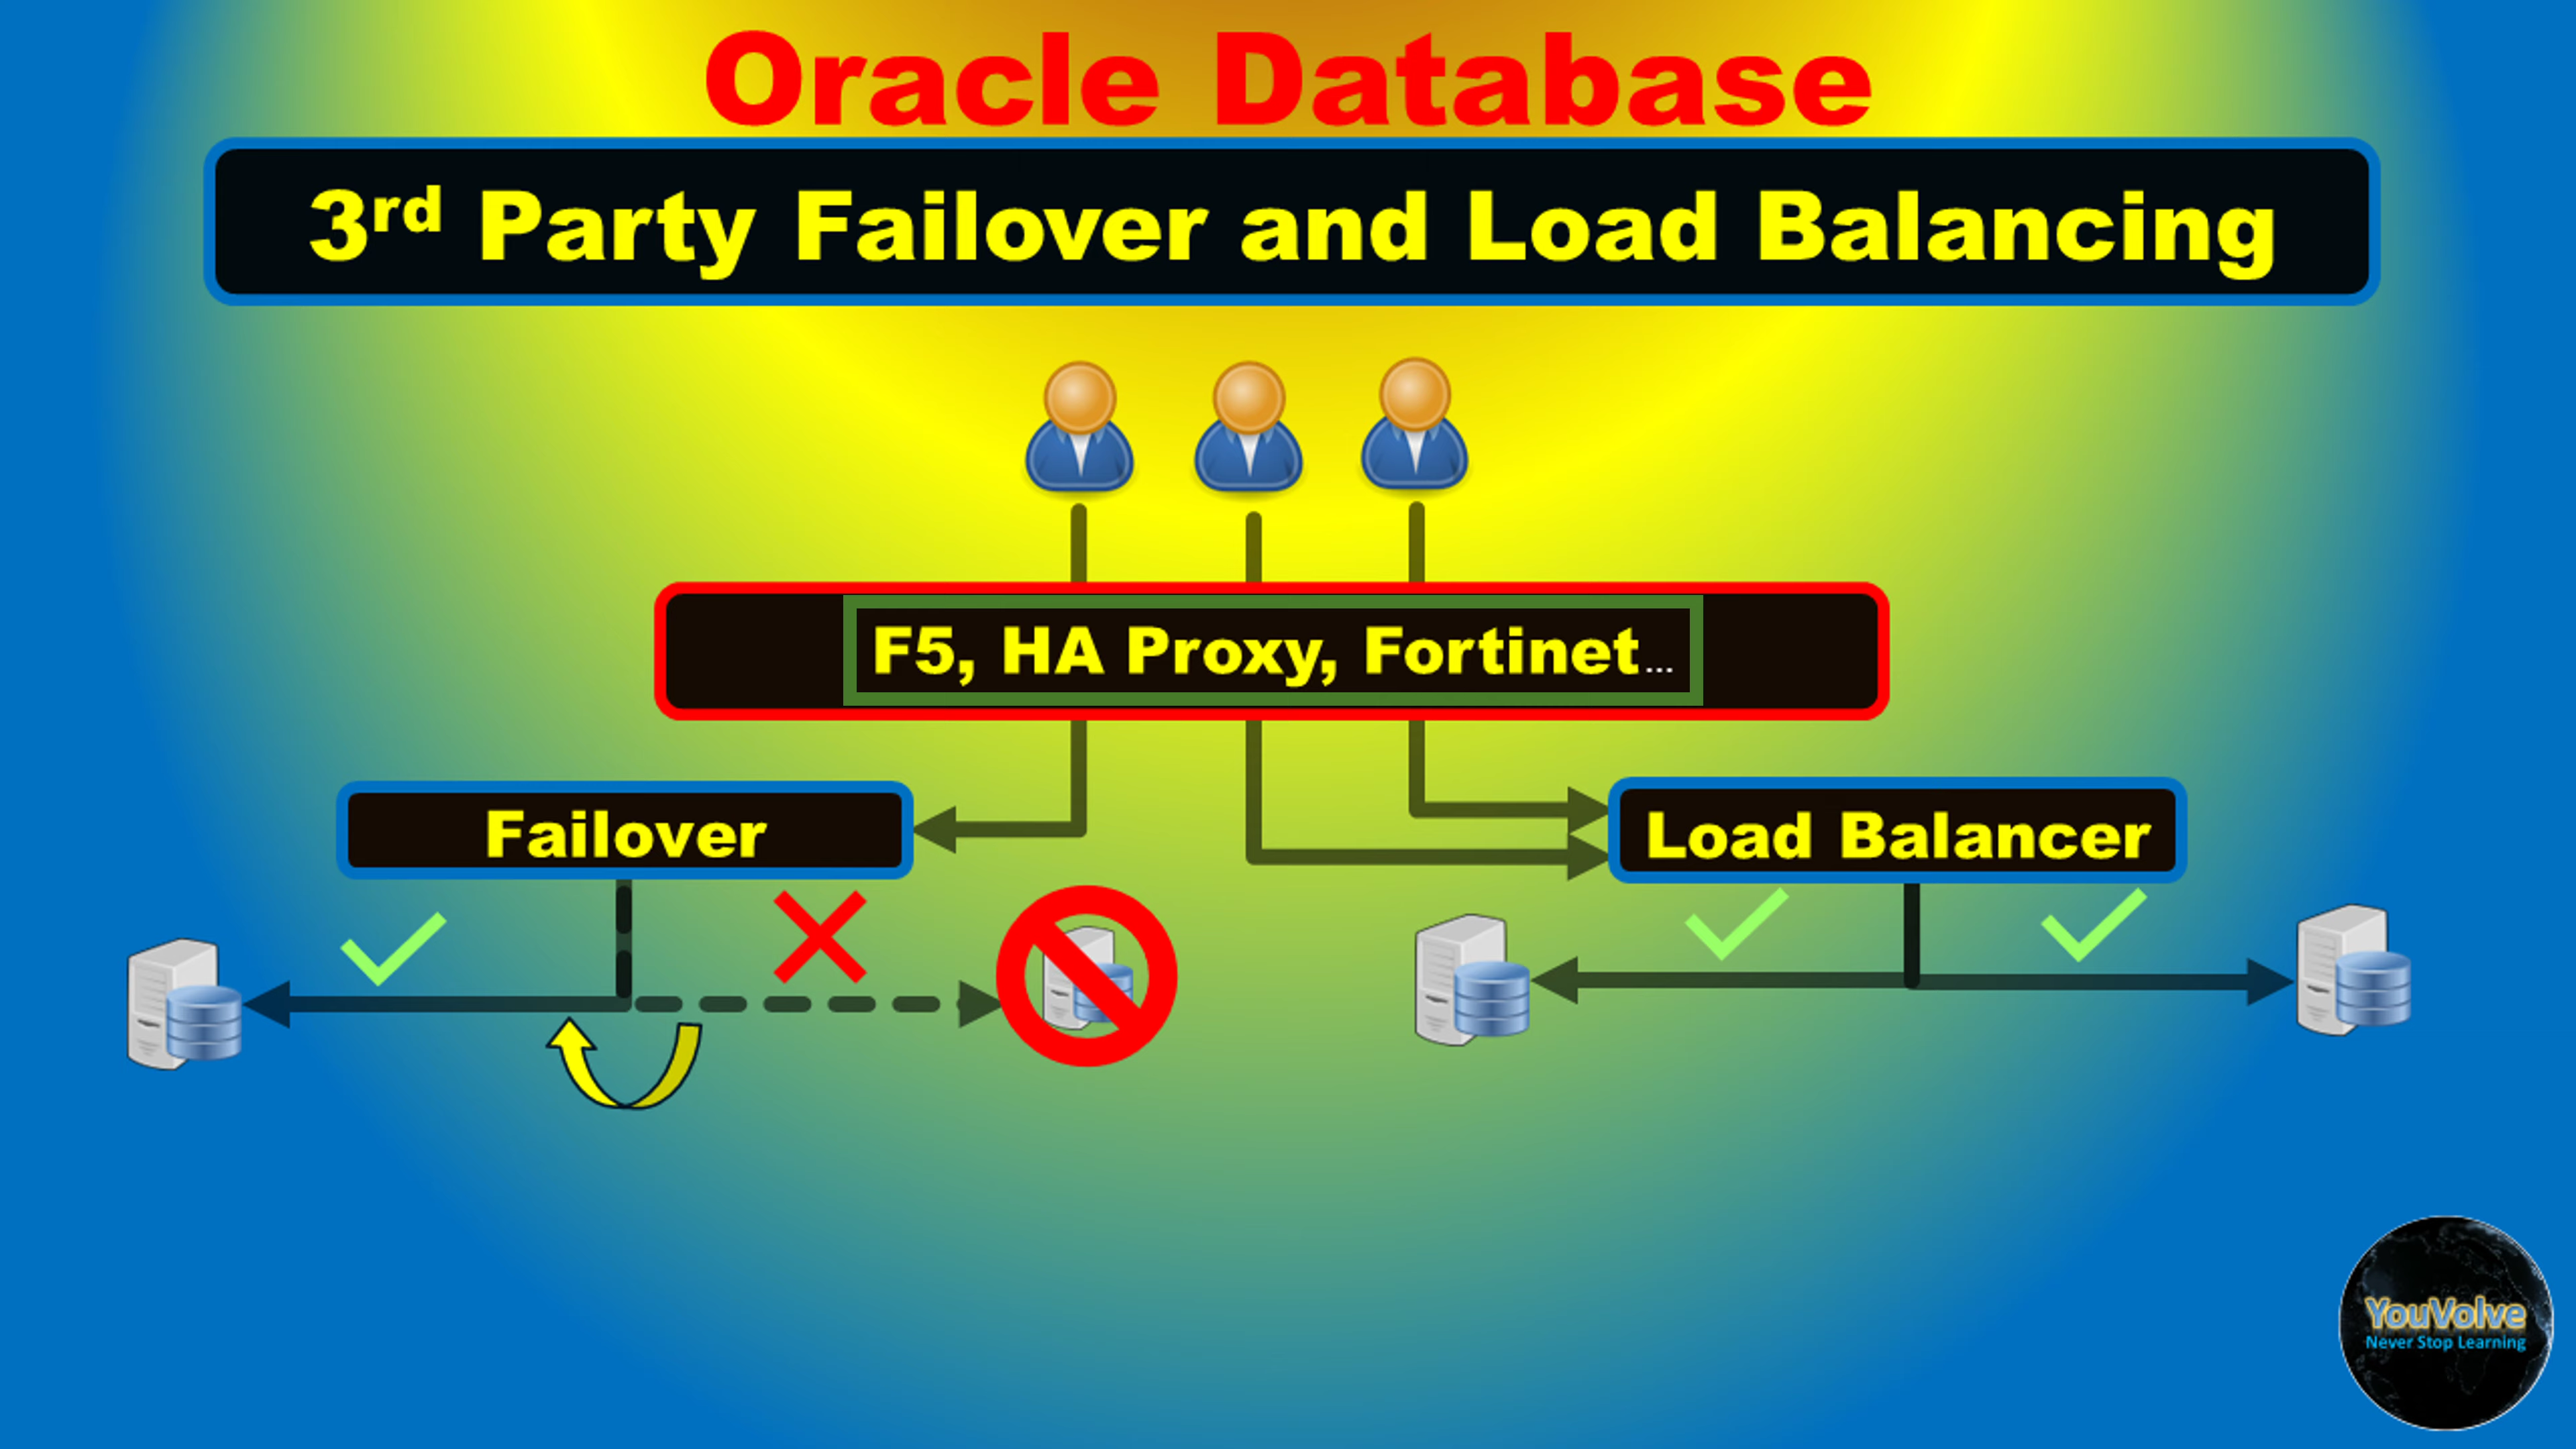 Oracle Database
3rd Party Failover and Load Balancing
F5, HA Proxy, Fortinet...
Failover
Load Balancer
YouVolve
Never Stop Learning